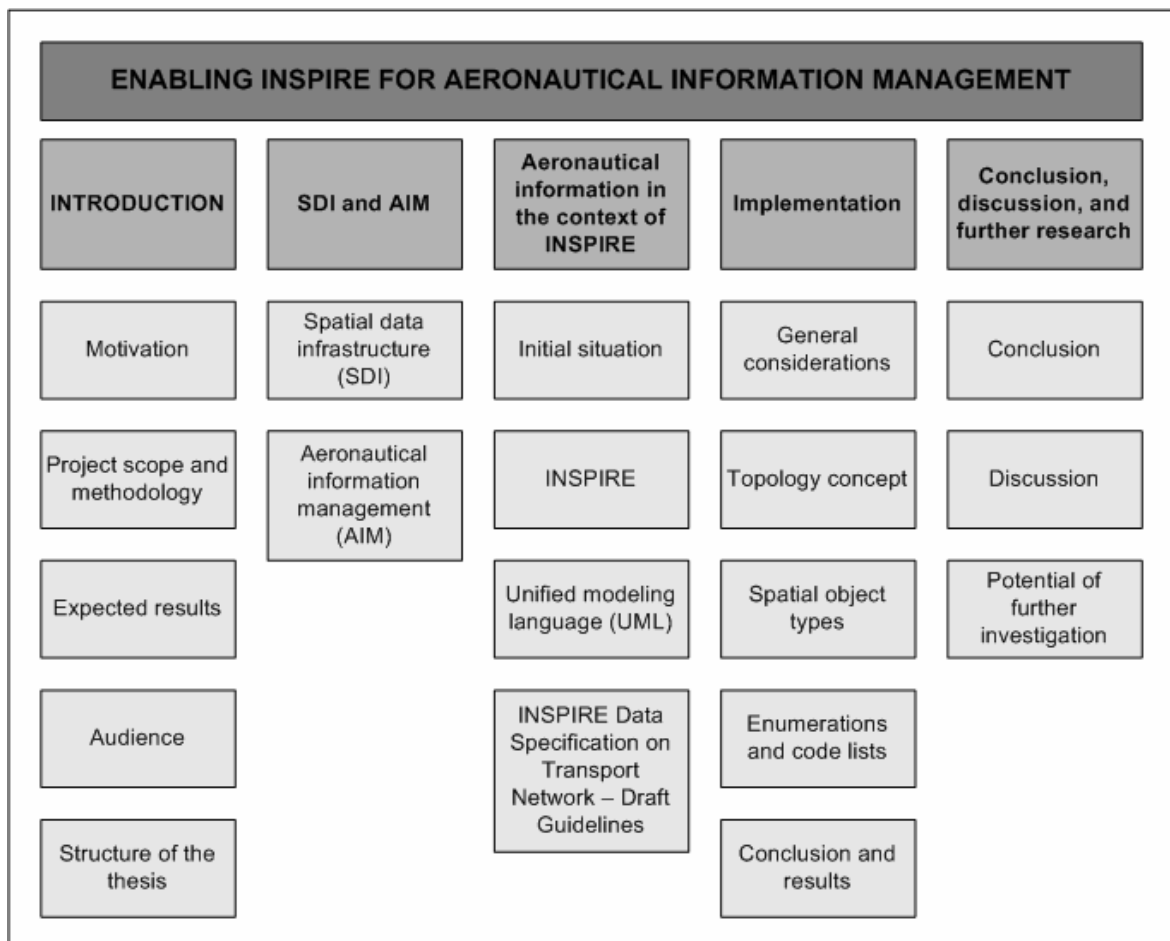 ENABLING INSPIRE FOR AERONAUTICAL INFORMATION MANAGEMENT
INTRODUCTION
Motivation
Project scope and
methodology
Expected results
Audience
Structure of the
thesis
SDI and AIM
Spatial data
infrastructure
(SDI)
Aeronautical
information
management
(AIM)
Aeronautical
information in
the context of
INSPIRE
Initial situation
INSPIRE
Unified modeling
language (UML)
INSPIRE Data
Specification on
Transport
Network – Draft
Guidelines
Implementation
General
considerations
Topology concept
Spatial object
types
Enumerations
and code lists
Conclusion and
results
Conclusion,
discussion, and
further research
Conclusion
Discussion
Potential of
further
investigation